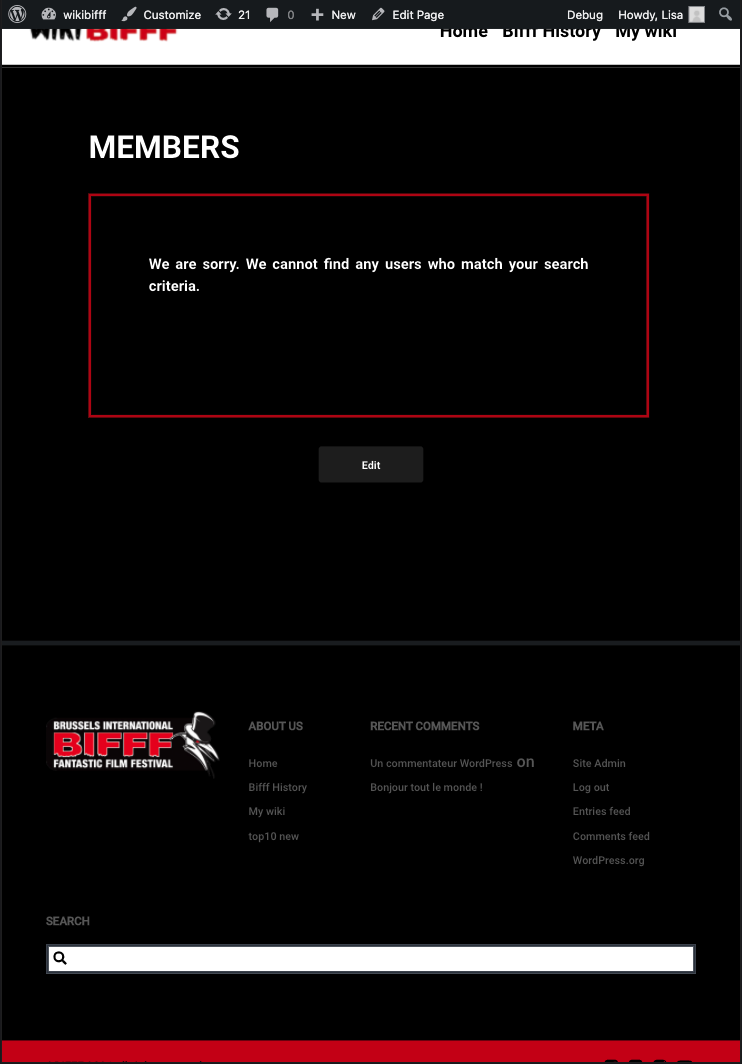 wikibifff Customize 21 0 New Edit Page Debug Howdy, Lisa
WIKI BIFFF Home Bifff History My wiki
MEMBERS
We are sorry. We cannot find any users who match your search
criteria.
Edit
BRUSSELS INTERNATIONAL
BIFFF
FANTASTIC FILM FESTIVAL
ABOUT US
Home
Bifff History
My wiki
top10 new
RECENT COMMENTS
Un commentateur WordPress on
Bonjour tout le monde !
META
Site Admin
Log out
Entries feed
Comments feed
WordPress.org
SEARCH